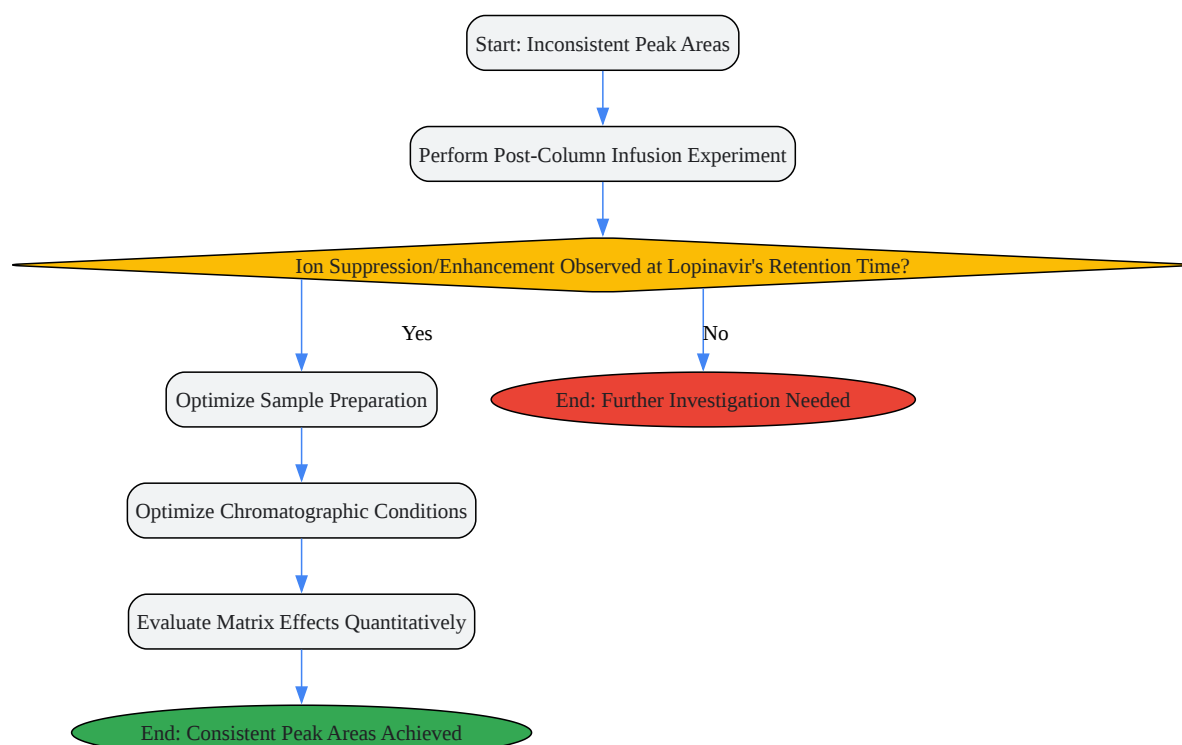 Start: Inconsistent Peak Areas
Perform Post-Column Infusion Experiment
Ion Suppression/Enhancement Observed at Lopinavir's Retention Time?
Yes
No
Optimize Sample Preparation
End: Further Investigation Needed
Optimize Chromatographic Conditions
Evaluate Matrix Effects Quantitatively
End: Consistent Peak Areas Achieved